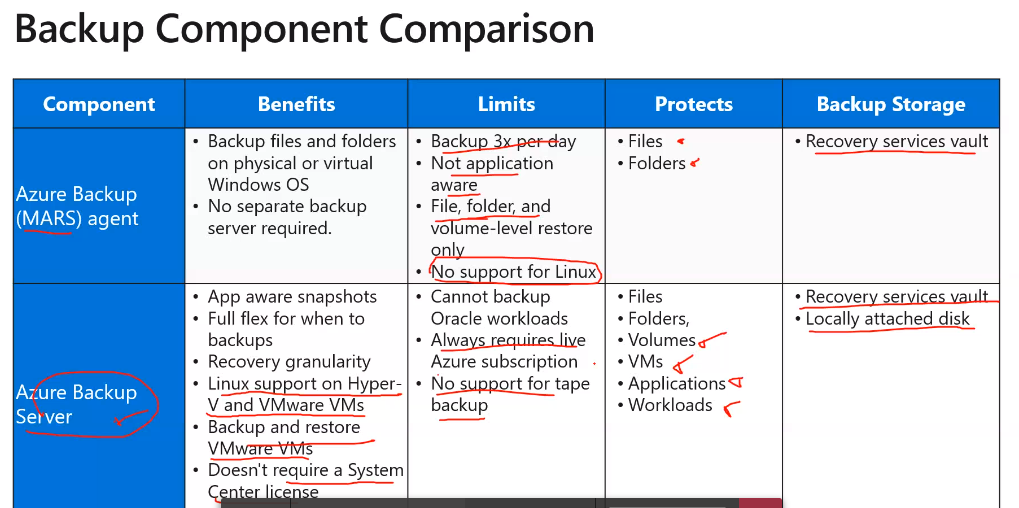 Backup Component Comparison
Component
Benefits
Limits
Protects
Backup Storage
Azure Backup
(MARS) agent
• Backup files and folders
on physical or virtual
Windows OS
• No separate backup
server required.
• Backup 3x per day
• Not application
aware
• File, folder, and
volume-level restore
only
• No support for Linux
• Files
• Folders
• Recovery services vault
Azure Backup
Server
• App aware snapshots
• Full flex for when to
backups
• Recovery granularity
• Linux support on Hyper-
V and VMware VMs
• Backup and restore
VMware VMs
• Doesn't require a System
Center license
• Cannot backup
Oracle workloads
• Always requires live
Azure subscription
• No support for tape
backup
• Files
• Folders,
• Volumes
• VMs
• Applications
• Workloads
• Recovery services vault
• Locally attached disk